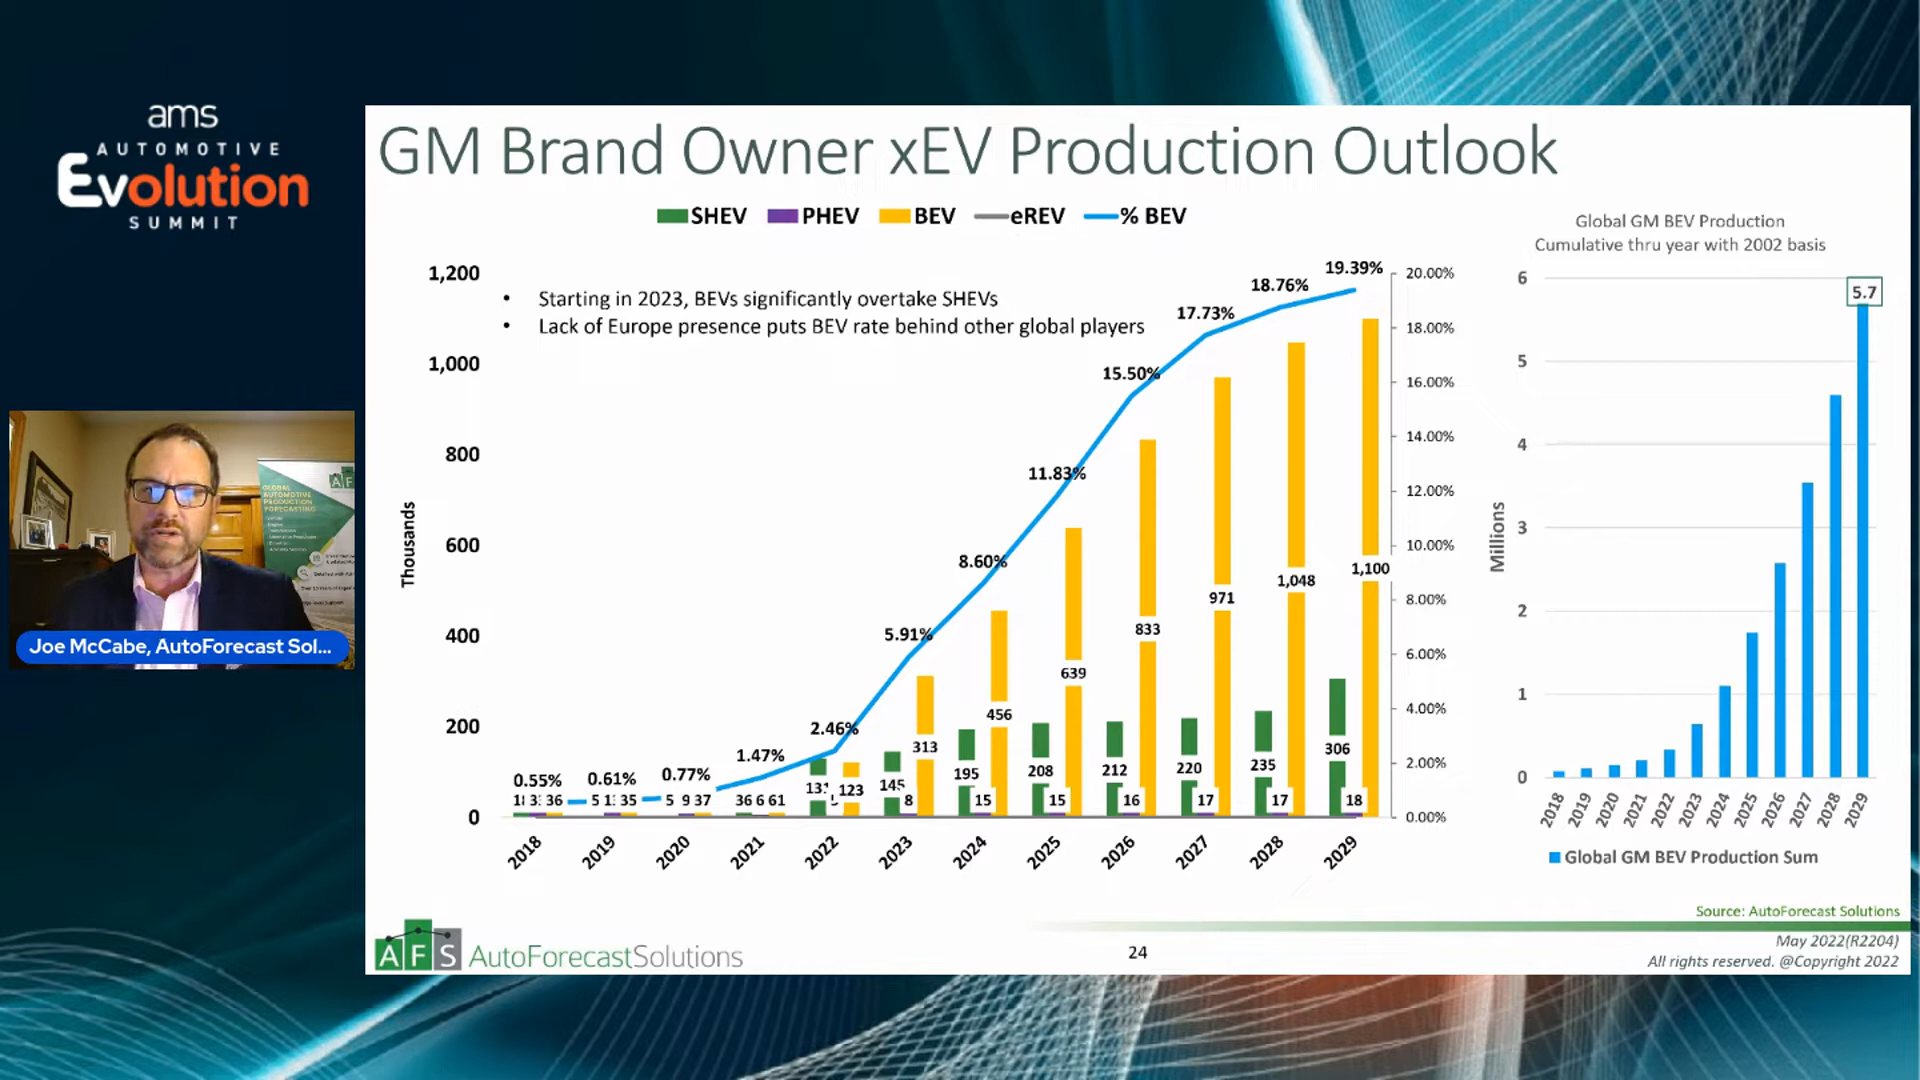 ams
AUTOMOTIVE
Evolution
SUMMIT
GM Brand Owner xEV Production Outlook
SHEV PHEV BEV eREV % BEV
• Starting in 2023, BEVs significantly overtake SHEVs
• Lack of Europe presence puts BEV rate behind other global players
Thousands
1,200
1,000
800
600
400
200
0
0.55% 0.61% 0.77% 1.47% 2.46% 5.91% 8.60% 11.83% 15.50% 17.73% 18.76% 19.39%
36 5 35 5 9 37 36 6 61 131 123 145 8 313 195 15 456 208 15 639 212 16 833 220 17 971 235 17 1,048 306 18 1,100
2018 2019 2020 2021 2022 2023 2024 2025 2026 2027 2028 2029
20.00%
18.00%
16.00%
14.00%
12.00%
10.00%
8.00%
6.00%
4.00%
2.00%
0.00%
Global GM BEV Production
Cumulative thru year with 2002 basis
Millions
6
5
4
3
2
1
0
5.7
2018 2019 2020 2021 2022 2023 2024 2025 2026 2027 2028 2029
Global GM BEV Production Sum
Source: AutoForecast Solutions
May 2022(R2204)
All rights reserved. @Copyright 2022
24
AFS AutoForecastSolutions
GLOBAL
AUTOMOTIVE
PRODUCTION
FORECASTING
Joe McCabe, AutoForecast Sol...